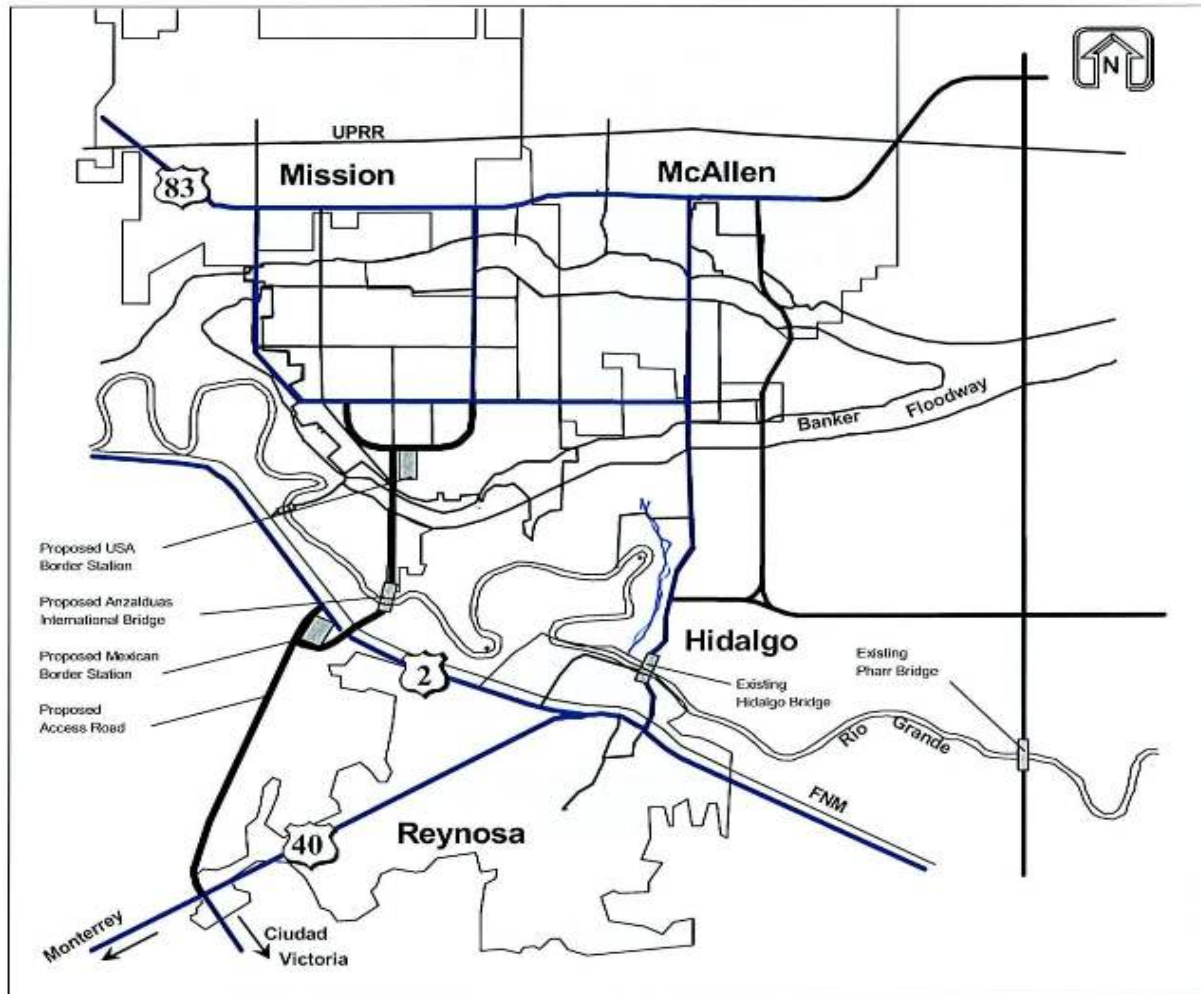 N
UPRR
Mission
McAllen
83
Banker Floodway
Proposed USA
Border Station
Proposed Anzalduas
International Bridge
Proposed Mexican
Border Station
Proposed
Access Road
Hidalgo
2
Existing
Hidalgo Bridge
Existing
Pharr Bridge
Rio Grande
FNM
Reynosa
40
Monterrey
Ciudad
Victoria